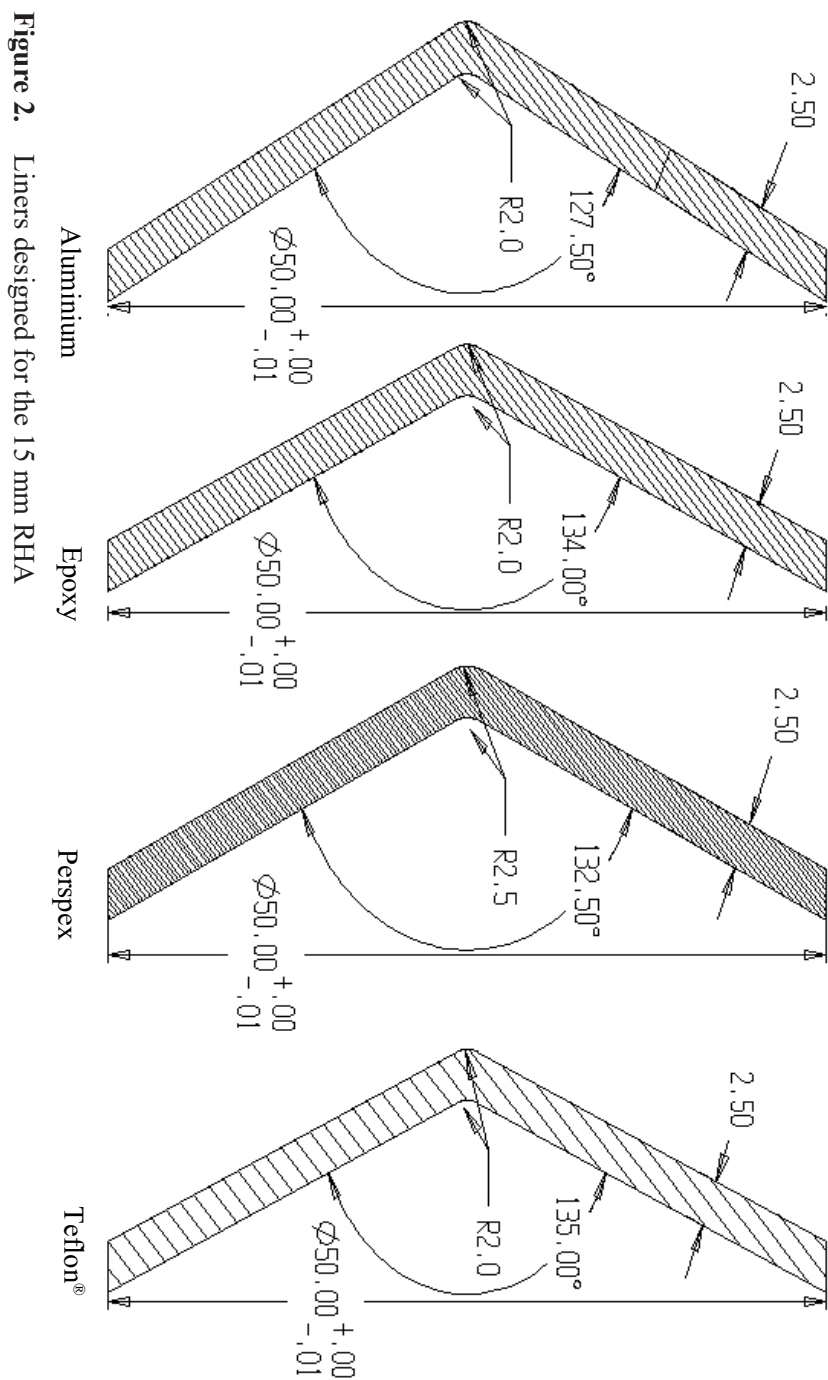 2.50
127.50°
R2.0
Ø50.00 +.00
-.01
Aluminium
2.50
134.00°
R2.0
Ø50.00 +.00
-.01
Epoxy
2.50
132.50°
R2.5
Ø50.00 +.00
-.01
Perspex
2.50
135.00°
R2.0
Ø50.00 +.00
-.01
Teflon®
Figure 2. Liners designed for the 15 mm RHA